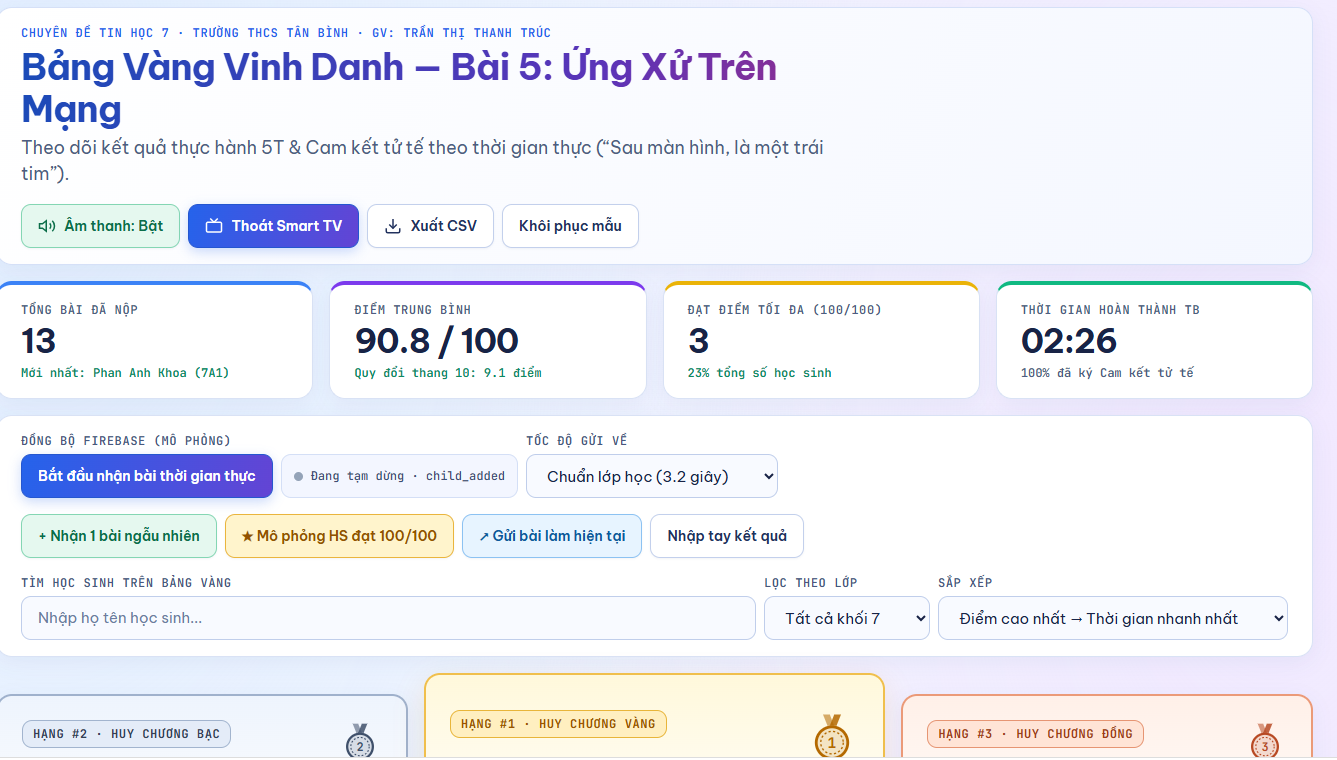 CHUYÊN ĐỀ TIN HỌC 7 · TRƯỜNG THCS TÂN BÌNH · GV: TRẦN THỊ THANH TRÚC
Bảng Vàng Vinh Danh — Bài 5: Ứng Xử Trên
Mạng
Theo dõi kết quả thực hành 5T & Cam kết tử tế theo thời gian thực (“Sau màn hình, là một trái
tim”).
Âm thanh: Bật
Thoát Smart TV
Xuất CSV
Khôi phục mẫu
TỔNG BÀI ĐÃ NỘP
13
Mới nhất: Phan Anh Khoa (7A1)
ĐIỂM TRUNG BÌNH
90.8 / 100
Quy đổi thang 10: 9.1 điểm
ĐẠT ĐIỂM TỐI ĐA (100/100)
3
23% tổng số học sinh
THỜI GIAN HOÀN THÀNH TB
02:26
100% đã ký Cam kết tử tế
ĐỒNG BỘ FIREBASE (MÔ PHỎNG)
TỐC ĐỘ GỬI VỀ
Bắt đầu nhận bài thời gian thực
Đang tạm dừng · child_added
Chuẩn lớp học (3.2 giây)
+ Nhận 1 bài ngẫu nhiên
★ Mô phỏng HS đạt 100/100
↗ Gửi bài làm hiện tại
Nhập tay kết quả
TÌM HỌC SINH TRÊN BẢNG VÀNG
LỌC THEO LỚP
SẮP XẾP
Nhập họ tên học sinh...
Tất cả khối 7
Điểm cao nhất → Thời gian nhanh nhất
HẠNG #2 · HUY CHƯƠNG BẠC
2
HẠNG #1 · HUY CHƯƠNG VÀNG
1
HẠNG #3 · HUY CHƯƠNG ĐỒNG
3